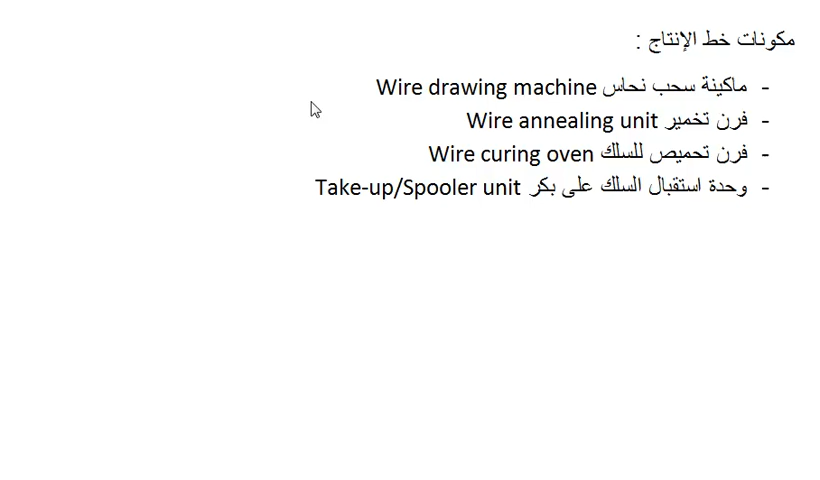 مكونات خط الإنتاج :
- ماكينة سحب نحاس Wire drawing machine
- فرن تخمير Wire annealing unit
- فرن تحميص للسلك Wire curing oven
- وحدة استقبال السلك على بكر Take-up/Spooler unit